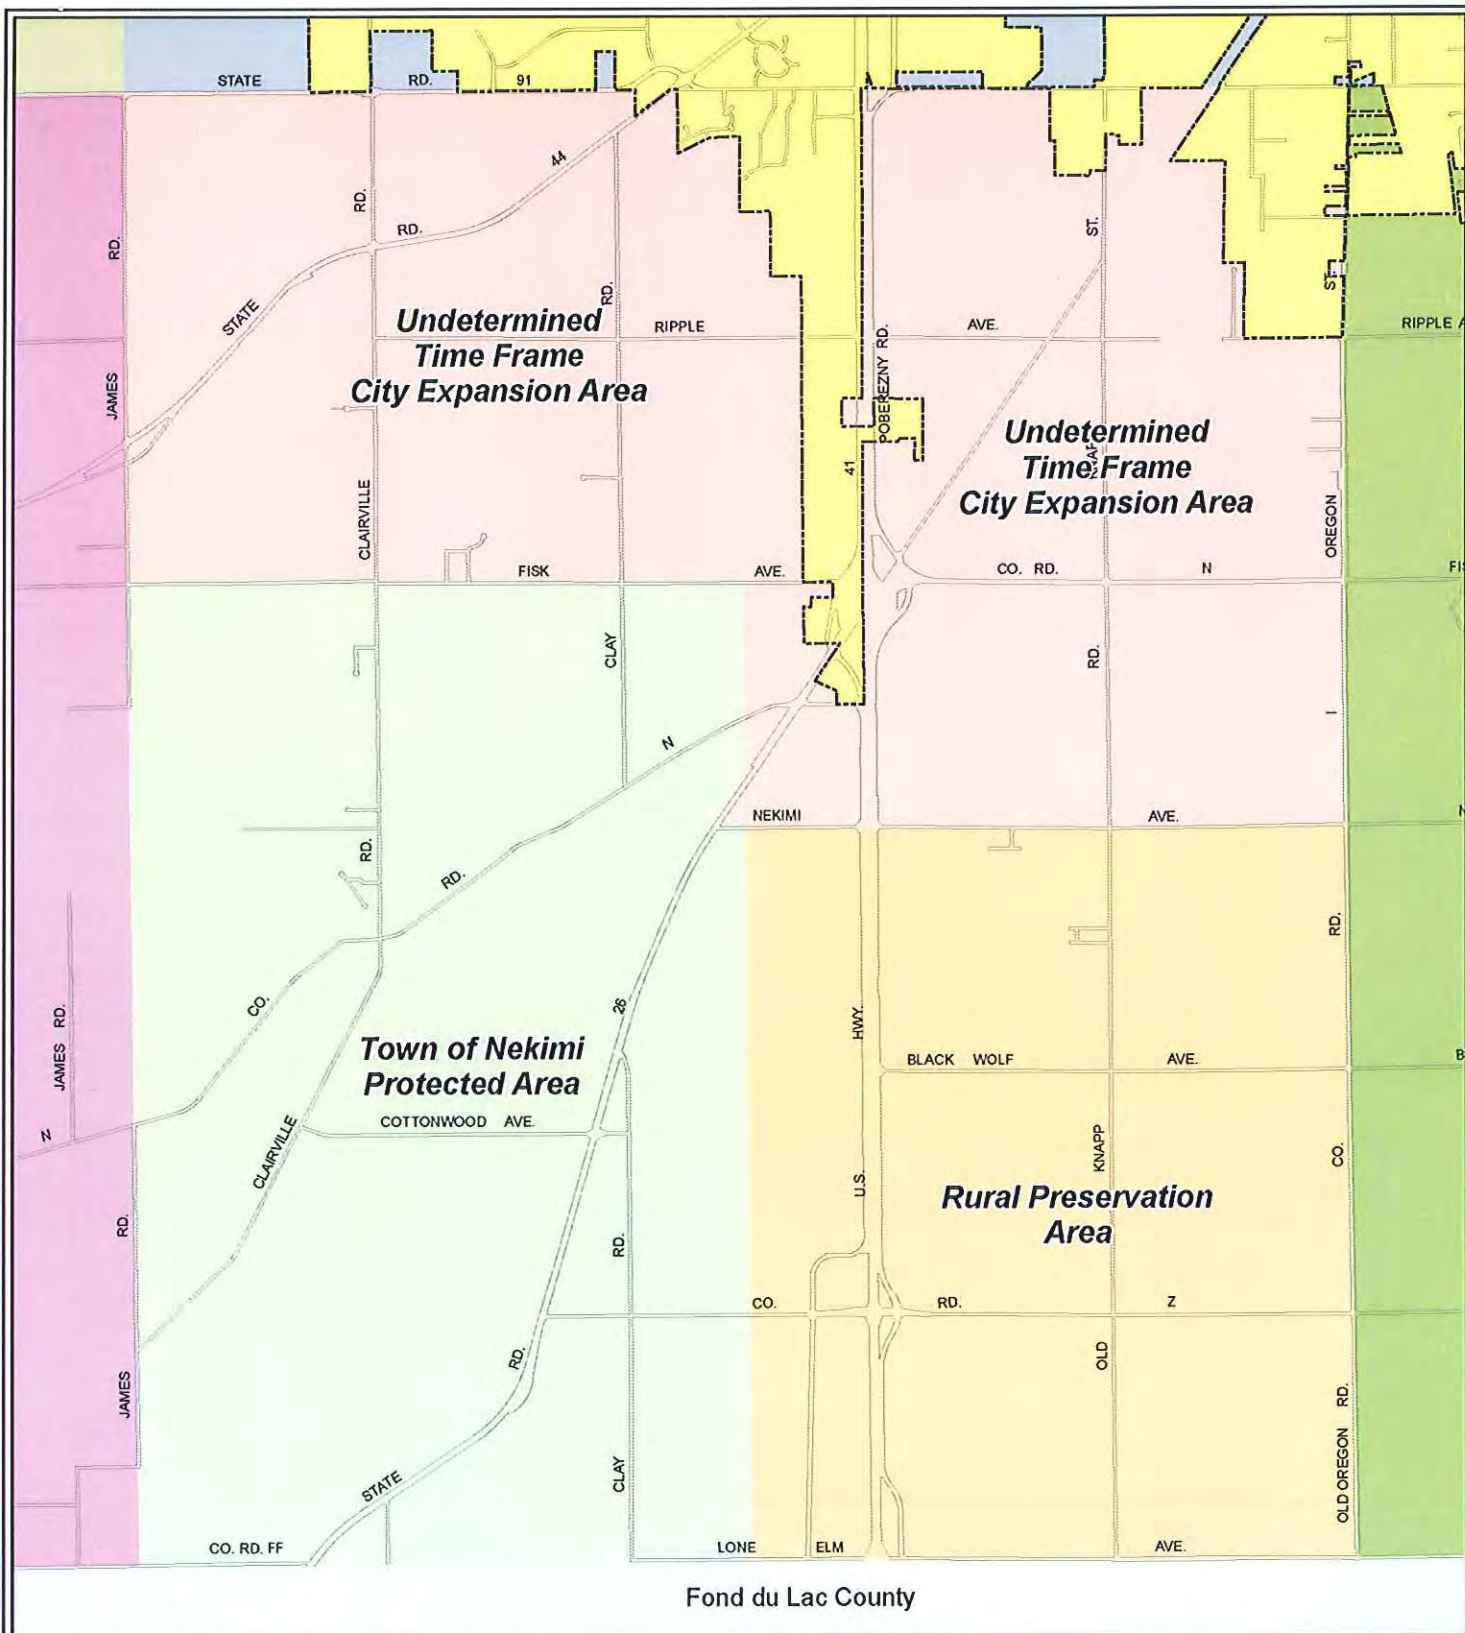 STATE RD. 91
44
RD.
RD.
ST.
RD.
STATE
RD.
ST.
Undetermined
Time Frame
City Expansion Area
RIPPLE
AVE.
RIPPLE A
JAMES
POBEREZNY RD.
Undetermined
Time Frame
City Expansion Area
41
CLAIRVILLE
OREGON
FISK AVE.
CO. RD. N
FIS
CLAY
RD.
N
I
NEKIMI
AVE.
N
RD.
RD.
RD.
CO.
26
HWY.
JAMES RD.
Town of Nekimi
Protected Area
BLACK WOLF AVE.
B
COTTONWOOD AVE.
N
CLAIRVILLE
KNAPP
CO.
U.S.
Rural Preservation
Area
RD.
RD.
CO. RD. Z
RD.
OLD
JAMES
OLD OREGON RD.
STATE
CLAY
CO. RD. FF
LONE ELM AVE.
Fond du Lac County